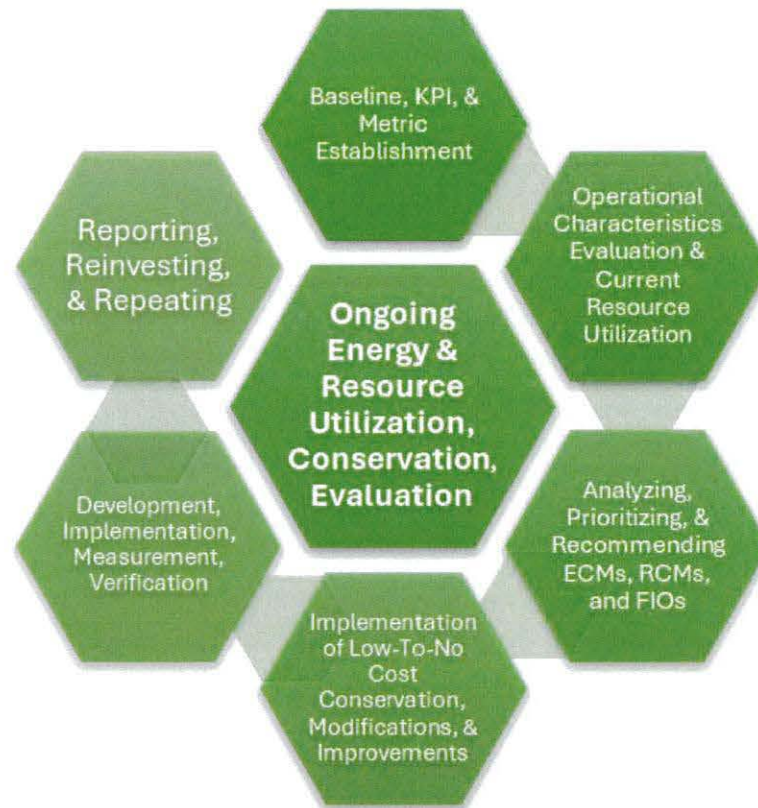 Baseline, KPI, &
Metric
Establishment
Operational
Characteristics
Evaluation &
Current
Resource
Utilization
Analyzing,
Prioritizing, &
Recommending
ECMs, RCMs,
and FIOs
Implementation
of Low-To-No
Cost
Conservation,
Modifications, &
Improvements
Development,
Implementation,
Measurement,
Verification
Reporting,
Reinvesting,
& Repeating
Ongoing
Energy &
Resource
Utilization,
Conservation,
Evaluation